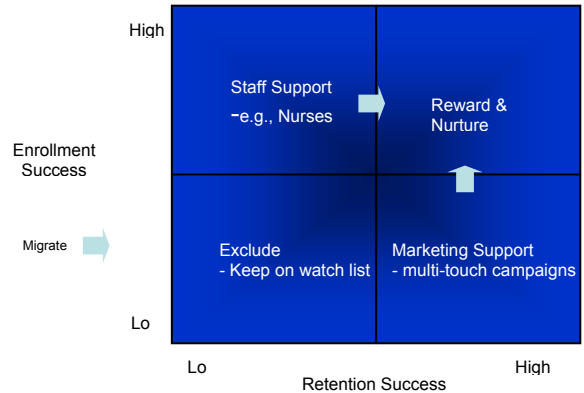 High
Staff Support
-e.g., Nurses
Reward &
Nurture
Enrollment
Success
Migrate
Exclude
- Keep on watch list
Marketing Support
- multi-touch campaigns
Lo
Lo
High
Retention Success